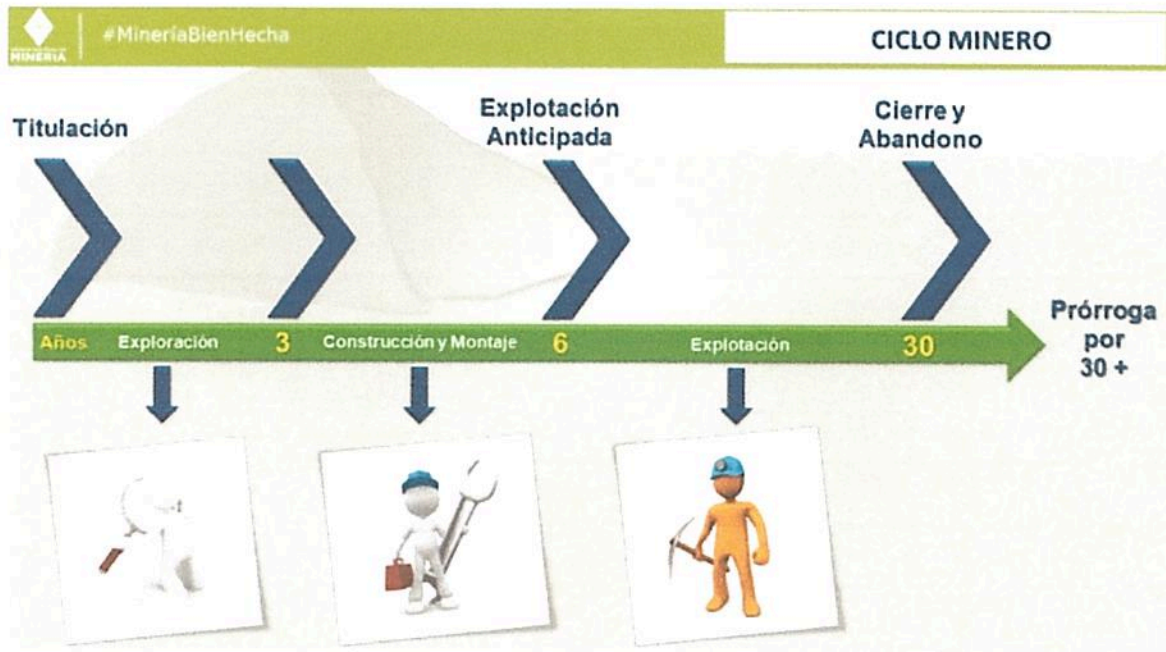 #MineríaBienHecha
MINERÍA
CICLO MINERO
Titulación
Explotación
Anticipada
Cierre y
Abandono
Años Exploración 3 Construcción y Montaje 6 Explotación 30
Prórroga
por
30 +